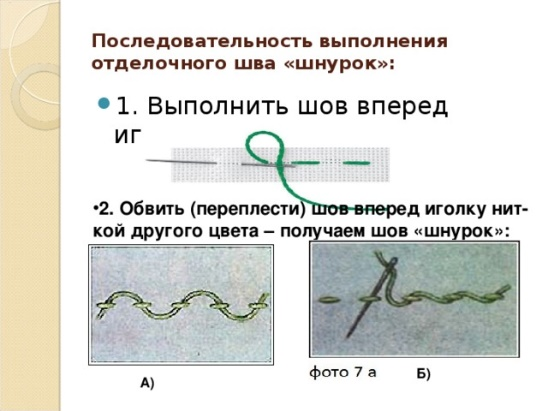 Последовательность выполнения
отделочного шва «шнурок»:
1. Выполнить шов вперед
иг
•2. Обвить (переплести) шов вперед иголку нит-
кой другого цвета – получаем шов «шнурок»:
фото 7 а
А)
Б)